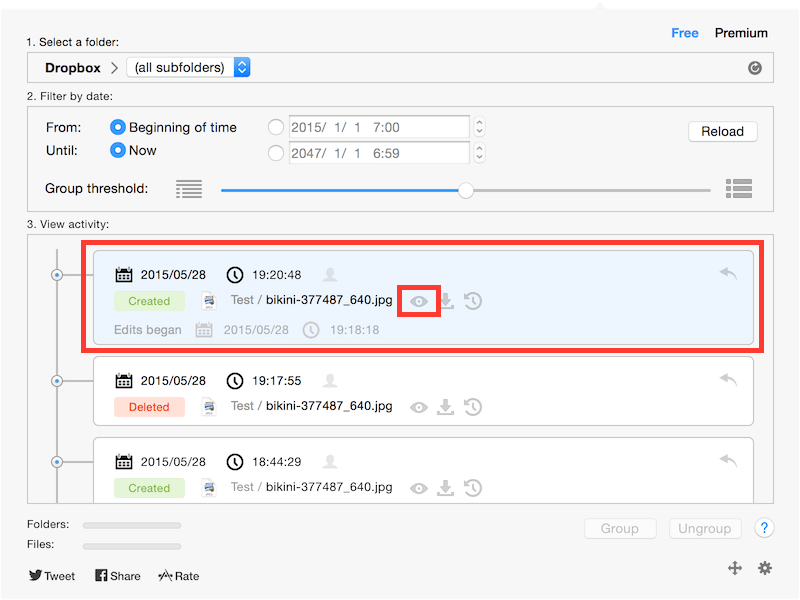 Free Premium
1. Select a folder:
Dropbox > (all subfolders)
2. Filter by date:
From: Beginning of time 2015/ 1/ 1 7:00
Until: Now 2047/ 1/ 1 6:59
Reload
Group threshold:
3. View activity:
2015/05/28 19:20:48
Created Test / bikini-377487_640.jpg
Edits began 2015/05/28 19:18:18
2015/05/28 19:17:55
Deleted Test / bikini-377487_640.jpg
2015/05/28 18:44:29
Created Test / bikini-377487_640.jpg
Folders:
Files:
Group Ungroup ?
Tweet Share Rate